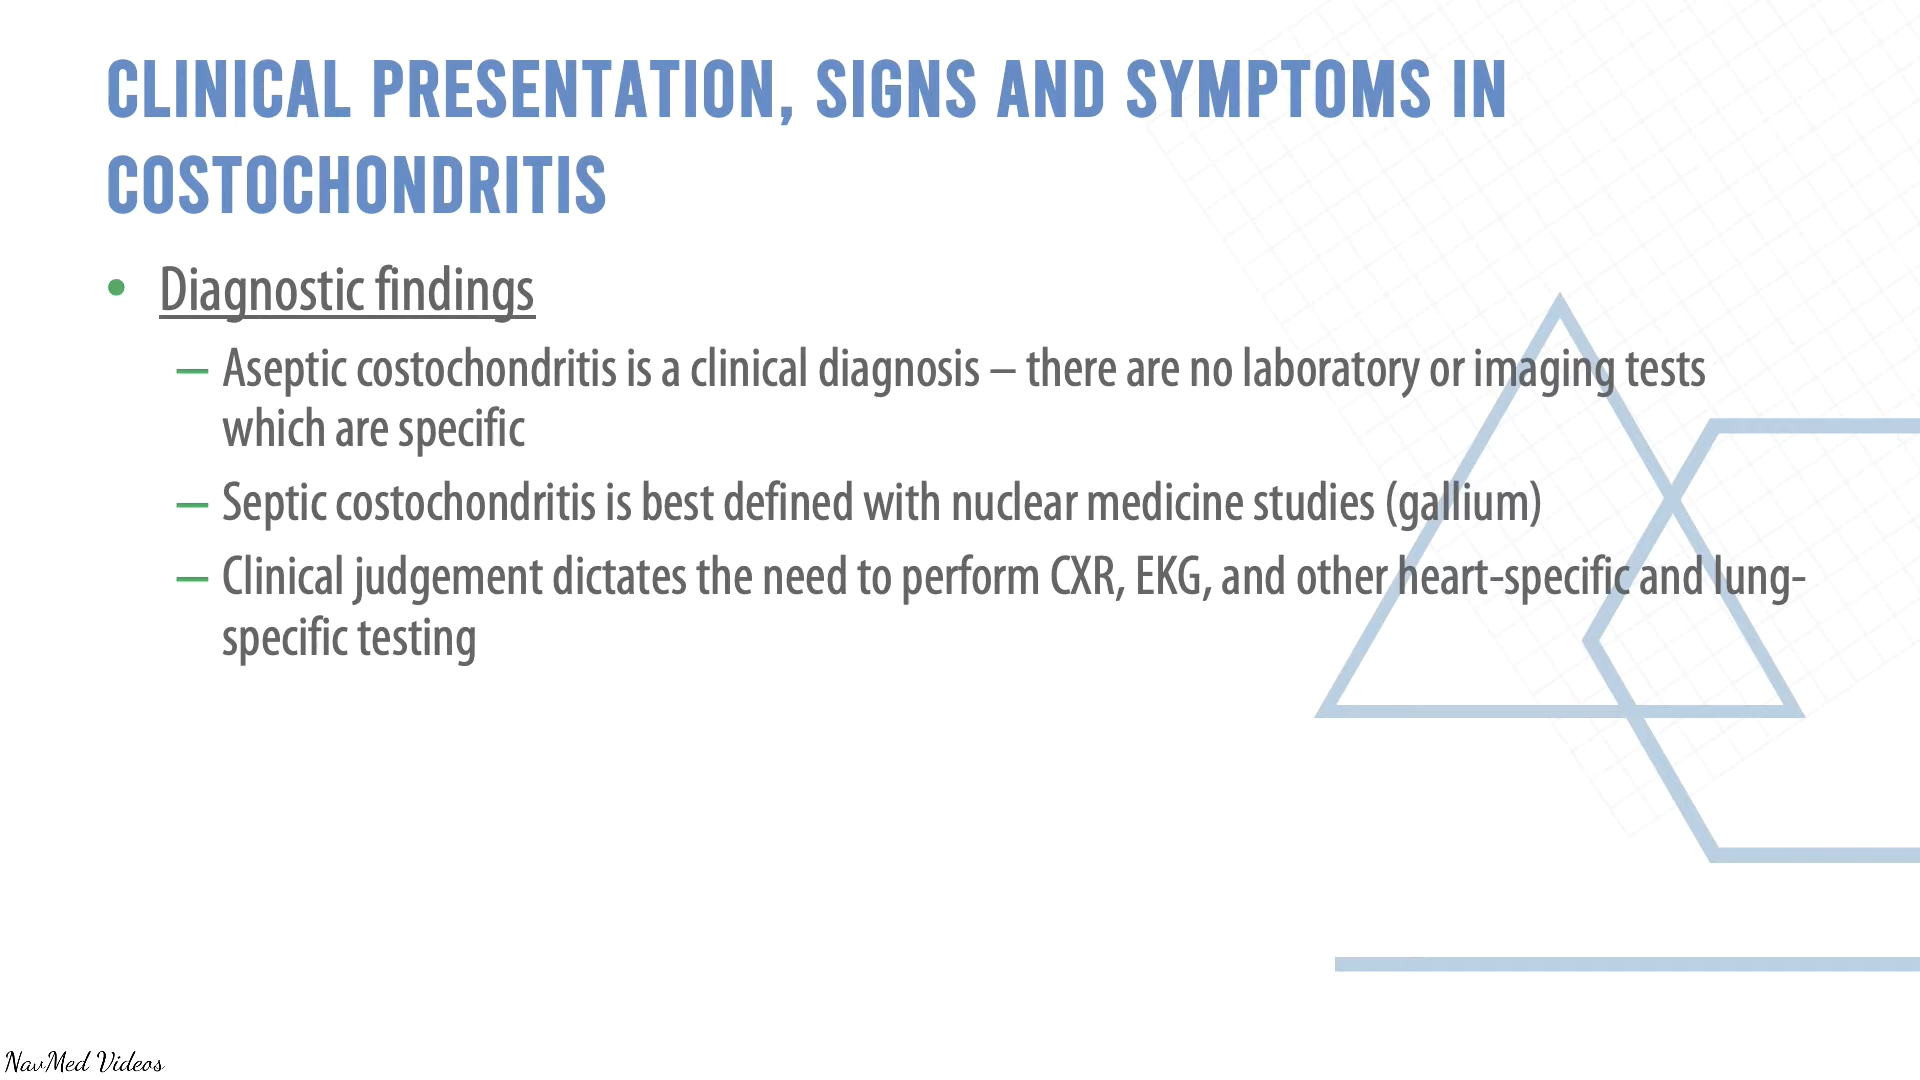 CLINICAL PRESENTATION, SIGNS AND SYMPTOMS IN
COSTOCHONDRITIS
• Diagnostic findings
– Aseptic costochondritis is a clinical diagnosis – there are no laboratory or imaging tests
which are specific
– Septic costochondritis is best defined with nuclear medicine studies (gallium)
– Clinical judgement dictates the need to perform CXR, EKG, and other heart-specific and lung-
specific testing
NavMed Videos